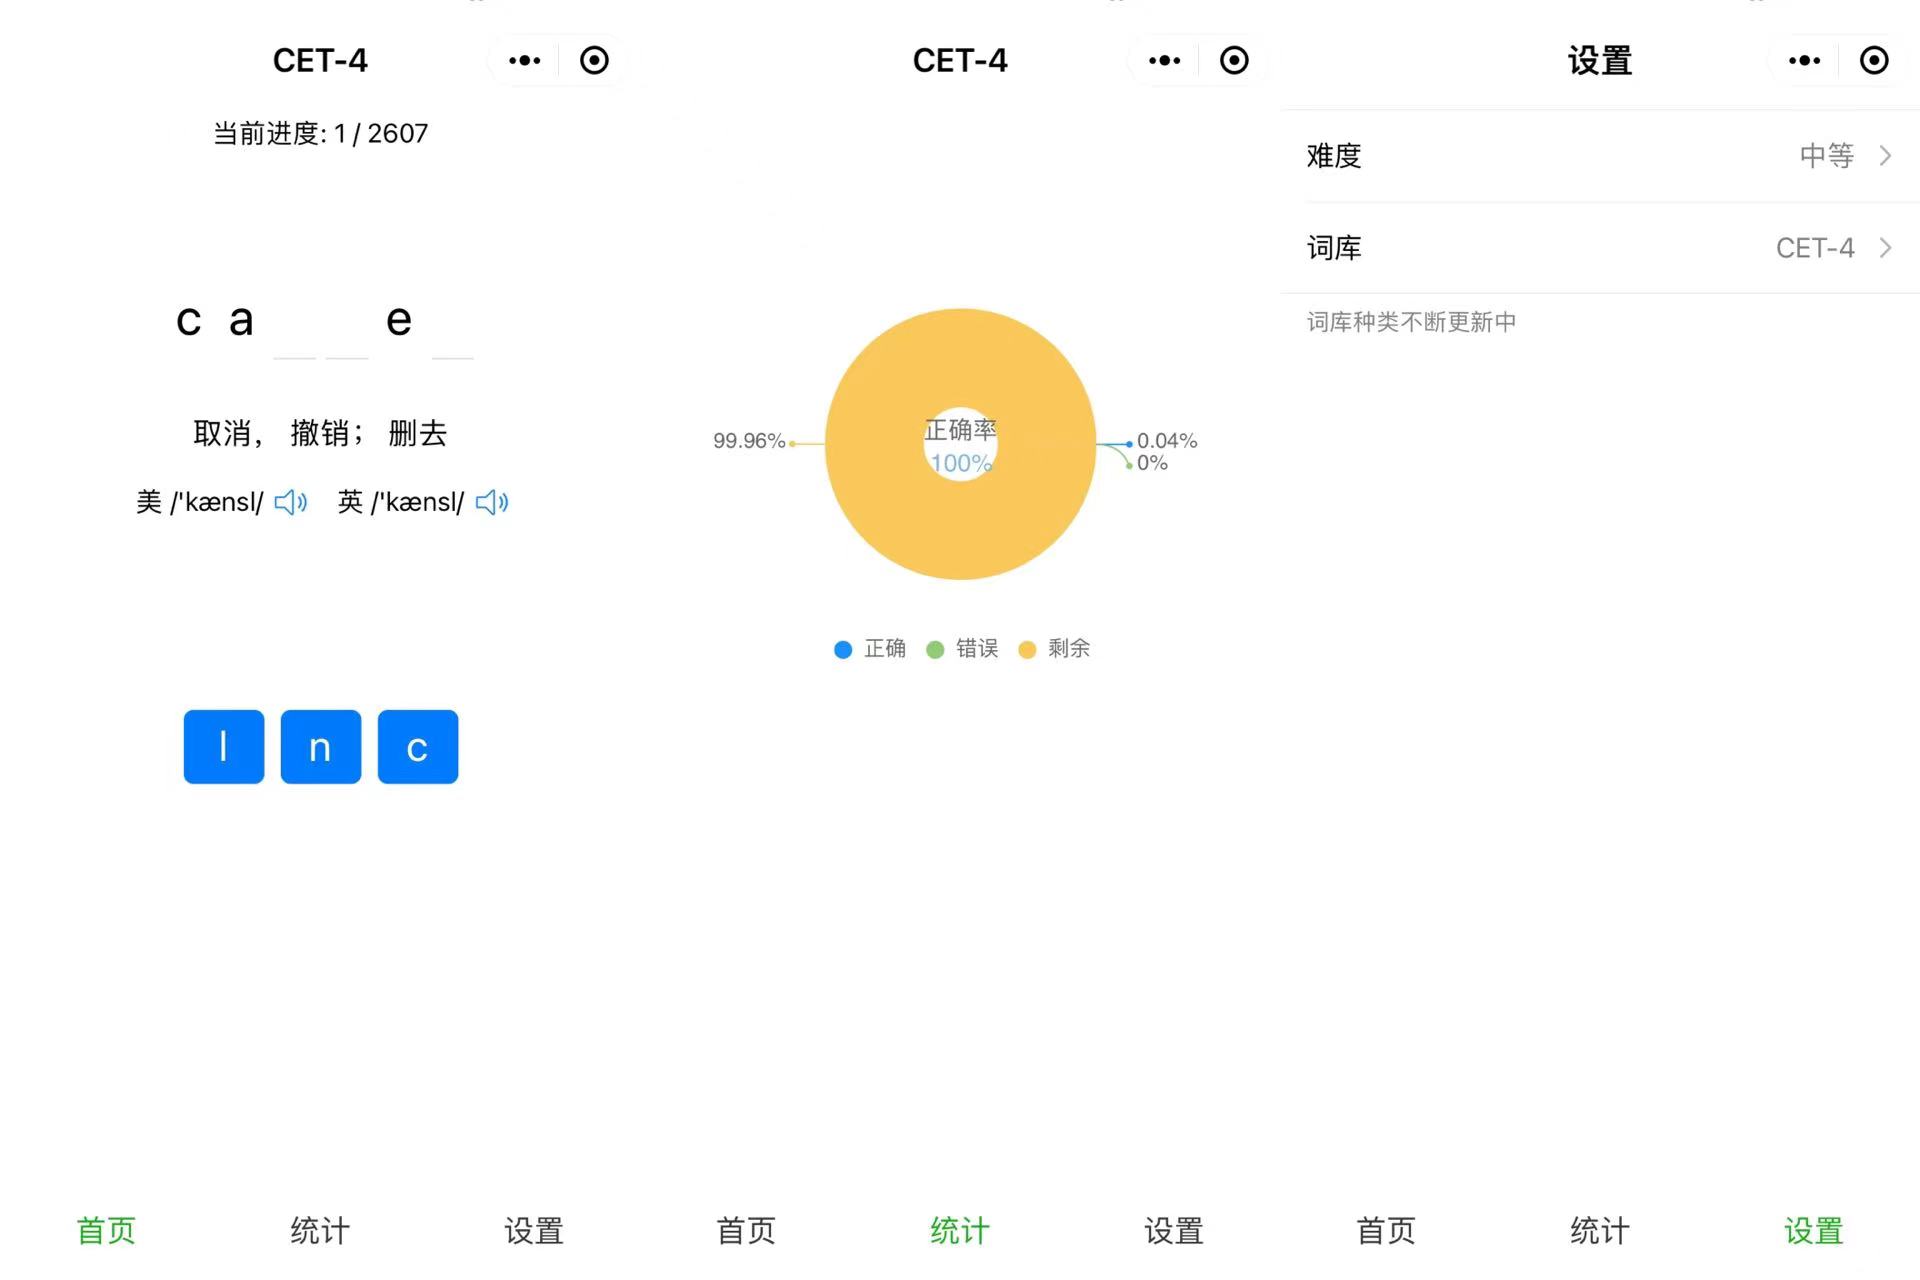 CET-4
当前进度: 1 / 2607
c a _ _ e _
取消， 撤销； 删去
美 /'kænsl/ 英 /'kænsl/
l n c
首页 统计 设置
CET-4
正确率
100%
99.96%
0.04%
0%
正确 错误 剩余
首页 统计 设置
设置
难度 中等
词库 CET-4
词库种类不断更新中
首页 统计 设置